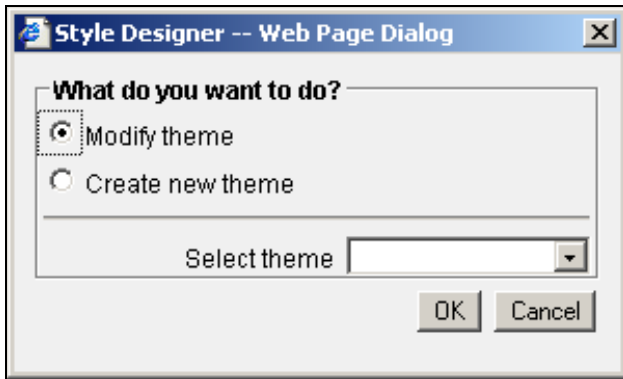 Style Designer -- Web Page Dialog
What do you want to do?
Modify theme
Create new theme
Select theme
OK Cancel